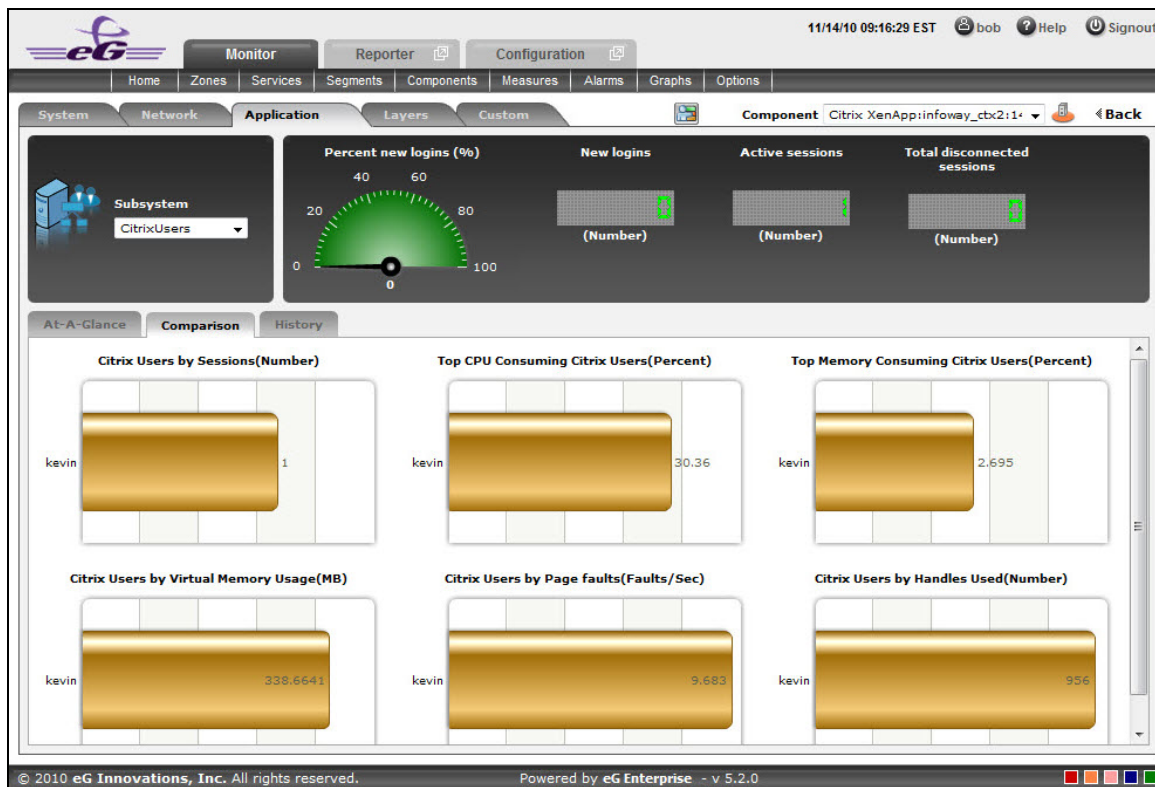 11/14/10 09:16:29 EST bob Help Signout
eG
Monitor Reporter Configuration
Home Zones Services Segments Components Measures Alarms Graphs Options
System Network Application Layers Custom Component Citrix XenApp:infoway_ctx2:14 Back
Subsystem
CitrixUsers
Percent new logins (%)
0 20 40 60 80 100
0
New logins
0
(Number)
Active sessions
1
(Number)
Total disconnected
sessions
0
(Number)
At-A-Glance Comparison History
Citrix Users by Sessions(Number)
kevin 1
Top CPU Consuming Citrix Users(Percent)
kevin 30.36
Top Memory Consuming Citrix Users(Percent)
kevin 2.695
Citrix Users by Virtual Memory Usage(MB)
kevin 338.6641
Citrix Users by Page faults(Faults/Sec)
kevin 9.683
Citrix Users by Handles Used(Number)
kevin 956
© 2010 eG Innovations, Inc. All rights reserved. Powered by eG Enterprise - v 5.2.0